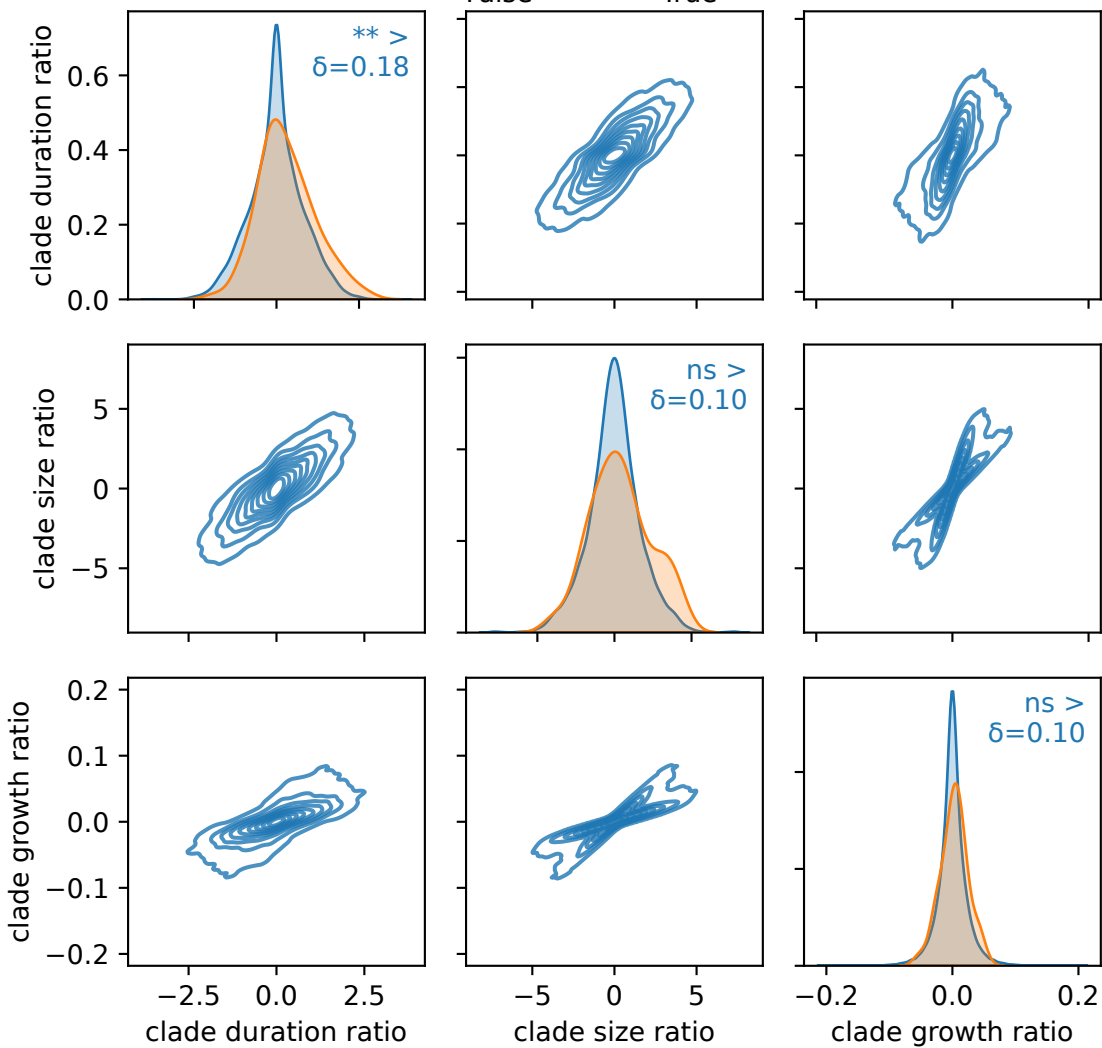 False True
clade duration ratio
0.6
0.4
0.2
0.0
** >
δ=0.18
clade size ratio
5
0
−5
ns >
δ=0.10
clade growth ratio
0.2
0.1
0.0
−0.1
−0.2
ns >
δ=0.10
−2.5 0.0 2.5
−5 0 5
−0.2 0.0 0.2
clade duration ratio
clade size ratio
clade growth ratio